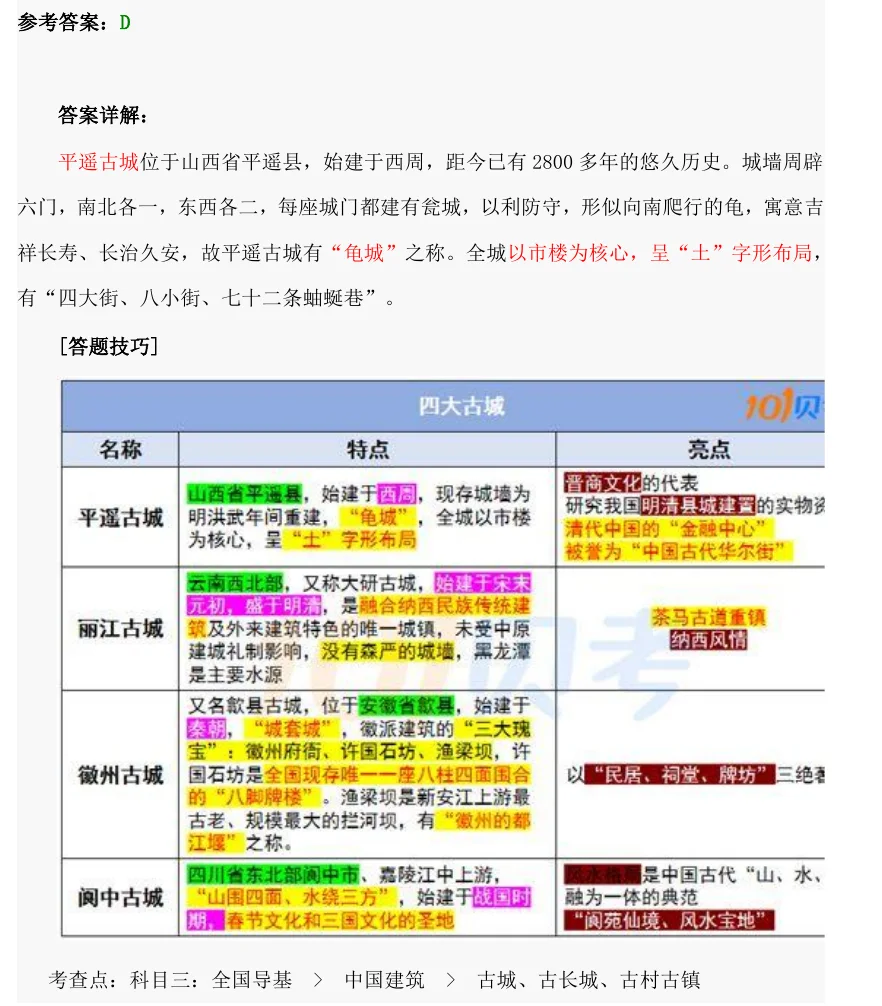 参考答案：D
答案详解：
平遥古城位于山西省平遥县，始建于西周，距今已有 2800 多年的悠久历史。城墙周辟
六门，南北各一，东西各二，每座城门都建有瓮城，以利防守，形似向南爬行的龟，寓意吉
祥长寿、长治久安，故平遥古城有“龟城”之称。全城以市楼为核心，呈“土”字形布局，
有“四大街、八小街、七十二条蚰蜒巷”。
[答题技巧]
四大古城
101贝
名称 特点 亮点
平遥古城
山西省平遥县，始建于西周，现存城墙为
明洪武年间重建，“龟城”，全城以市楼
为核心，呈“土”字形布局
晋商文化的代表
研究我国明清县城建置的实物资
清代中国的“金融中心”
被誉为“中国古代华尔街”
丽江古城
云南西北部，又称大研古城，始建于宋末
元初，盛于明清，是融合纳西民族传统建
筑及外来建筑特色的唯一城镇，未受中原
建城礼制影响，没有森严的城墙，黑龙潭
是主要水源
茶马古道重镇
纳西风情
徽州古城
又名歙县古城，位于安徽省歙县，始建于
秦朝，“城套城”，徽派建筑的“三大瑰
宝”：徽州府衙、许国石坊、渔梁坝，许
国石坊是全国现存唯一一座八柱四面围合
的“八脚牌楼”。渔梁坝是新安江上游最
古老、规模最大的拦河坝，有“徽州的都
江堰”之称。
以“民居、祠堂、牌坊”三绝著
阆中古城
四川省东北部阆中市、嘉陵江中上游，
“山围四面、水绕三方”，始建于战国时
期，春节文化和三国文化的圣地
是中国古代“山、水、
融为一体的典范
“阆苑仙境、风水宝地”
101贝考
考查点：科目三：全国导基 > 中国建筑 > 古城、古长城、古村古镇